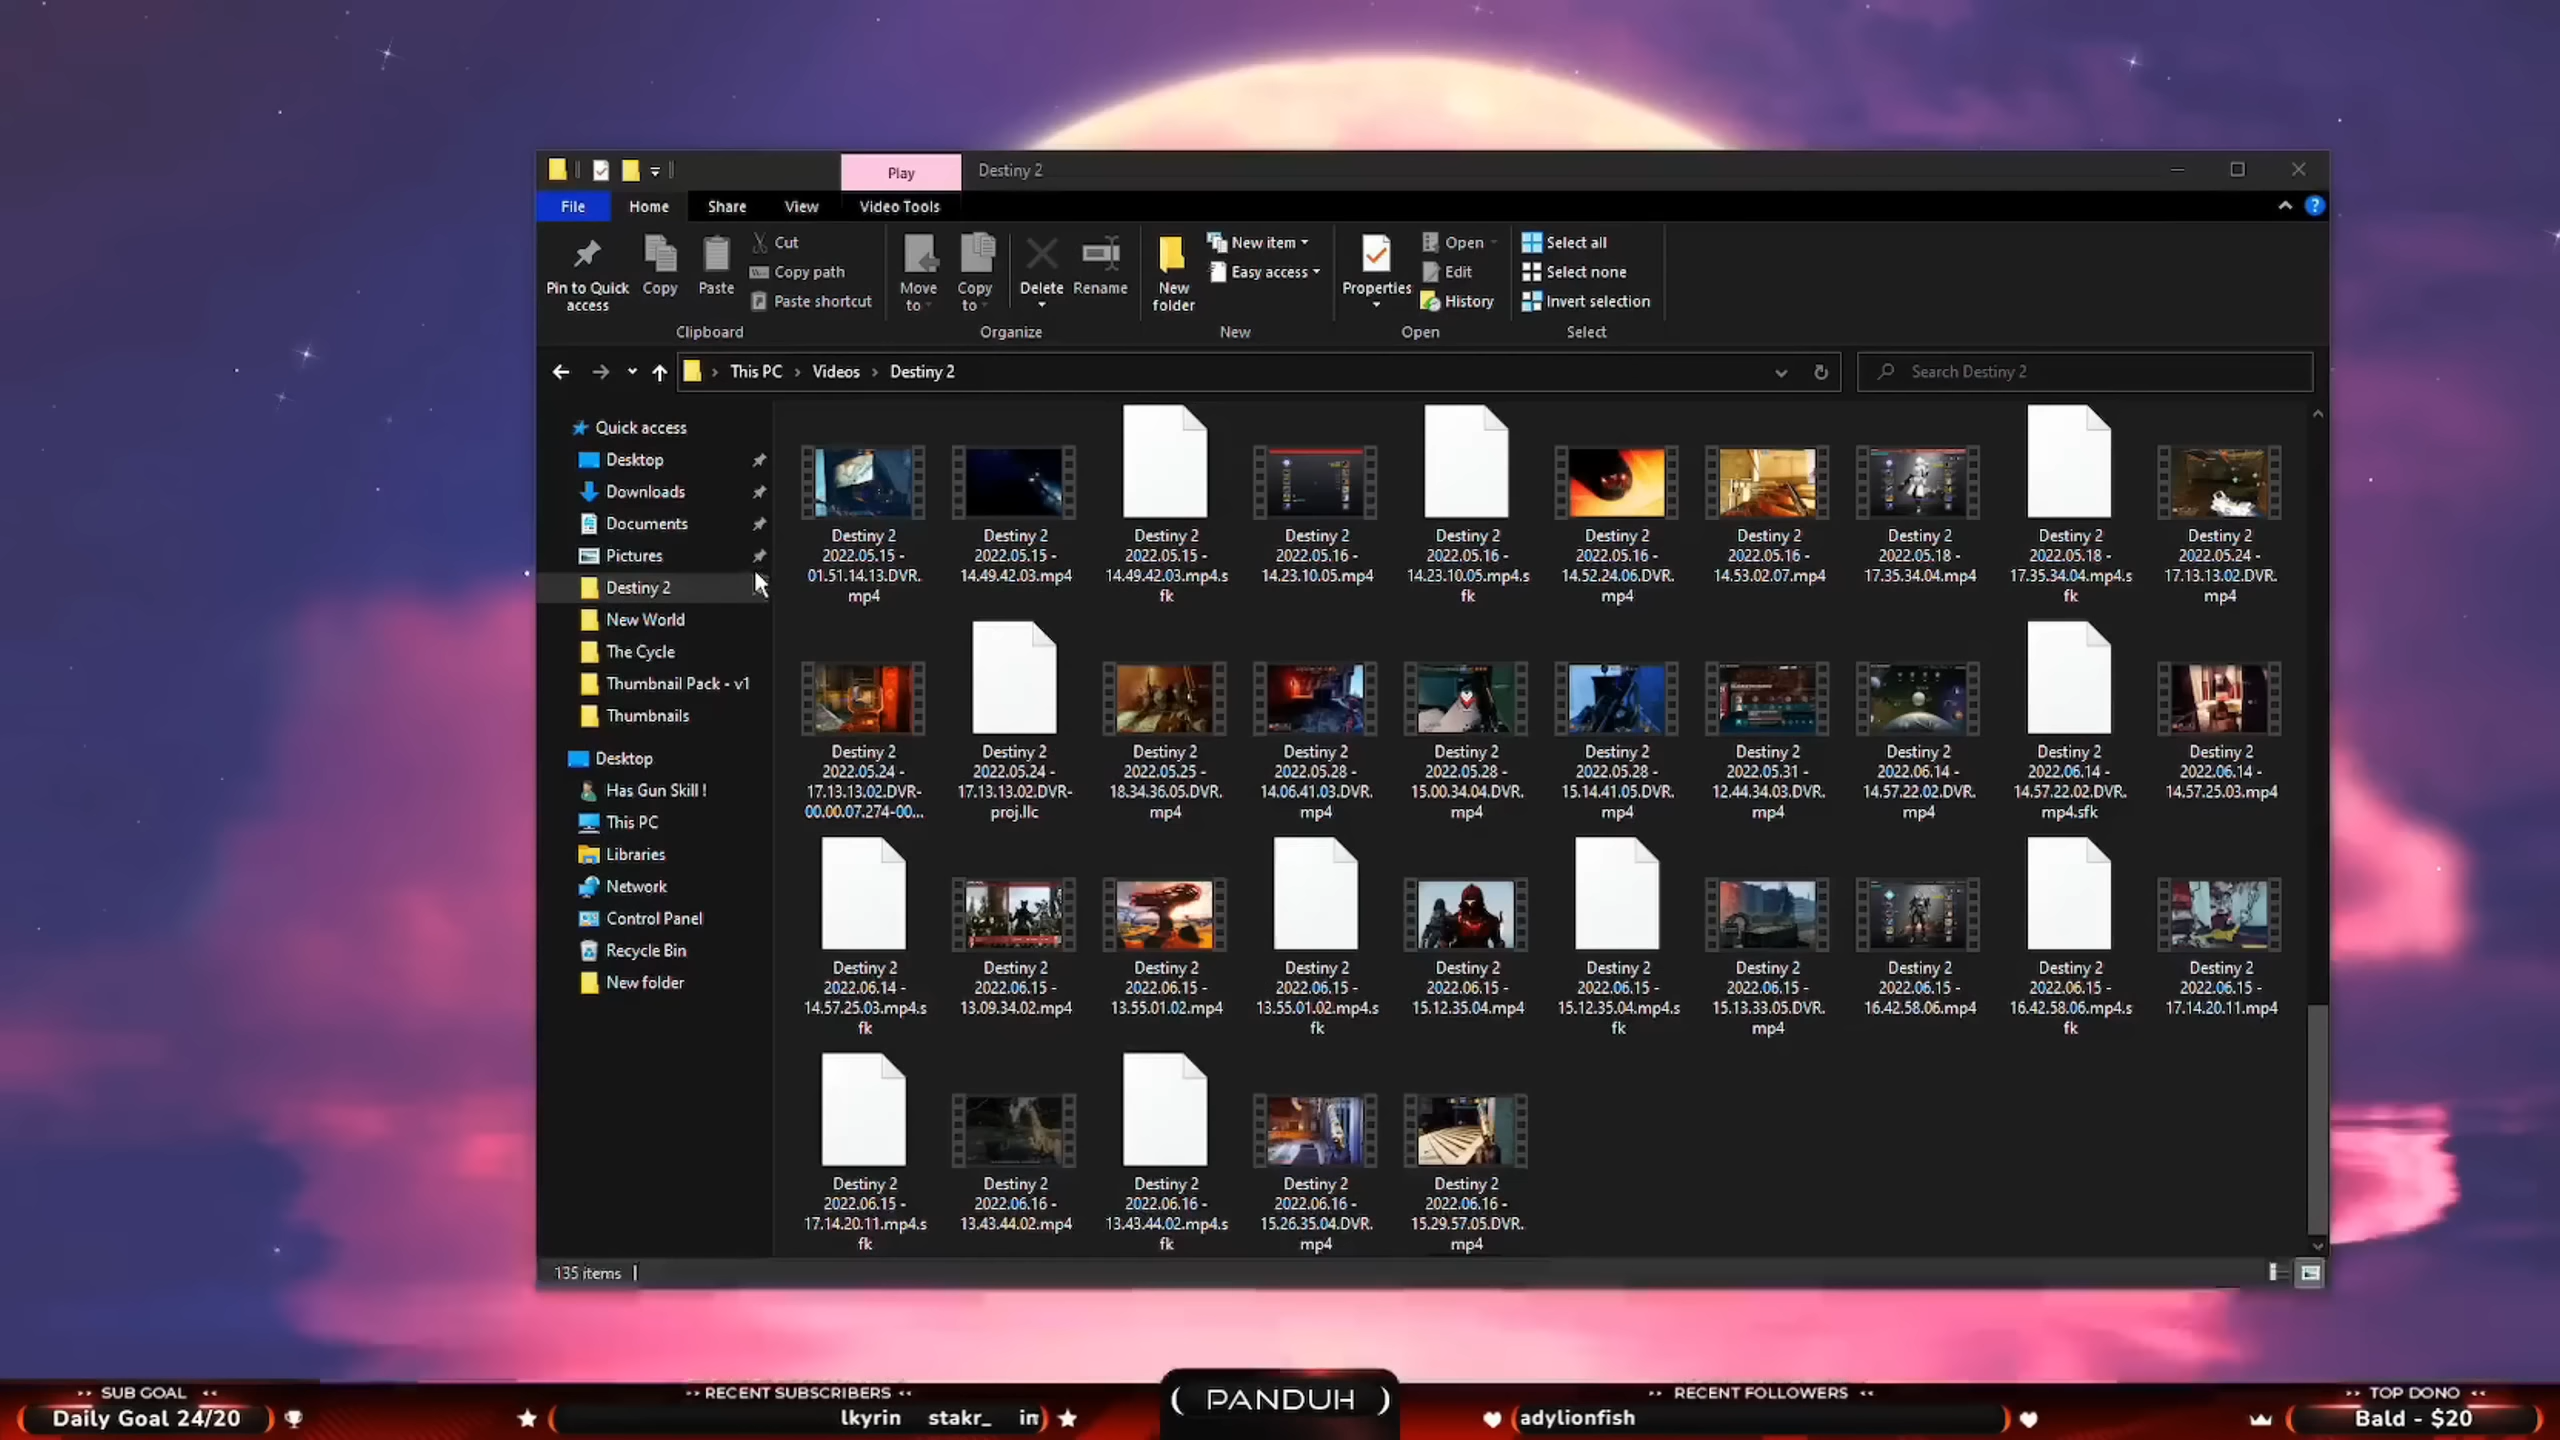 Play
Destiny 2
File
Home
Share
View
Video Tools
Pin to Quick
access
Copy
Paste
Cut
Copy path
Paste shortcut
Clipboard
Move
to
Copy
to
Delete
Rename
Organize
New
folder
New item
Easy access
New
Properties
Open
Edit
History
Open
Select all
Select none
Invert selection
Select
This PC
Videos
Destiny 2
Search Destiny 2
Quick access
Desktop
Downloads
Documents
Pictures
Destiny 2
New World
The Cycle
Thumbnail Pack - v1
Thumbnails
Desktop
Has Gun Skill !
This PC
Libraries
Network
Control Panel
Recycle Bin
New folder
Destiny 2
2022.05.15 -
01.51.14.13.DVR.
mp4
Destiny 2
2022.05.15 -
14.49.42.03.mp4
Destiny 2
2022.05.15 -
14.49.42.03.mp4.s
fk
Destiny 2
2022.05.16 -
14.23.10.05.mp4
Destiny 2
2022.05.16 -
14.23.10.05.mp4.s
fk
Destiny 2
2022.05.16 -
14.52.24.06.DVR.
mp4
Destiny 2
2022.05.16 -
14.53.02.07.mp4
Destiny 2
2022.05.18 -
17.35.34.04.mp4
Destiny 2
2022.05.18 -
17.35.34.04.mp4.s
fk
Destiny 2
2022.05.24 -
17.13.13.02.DVR.
mp4
Destiny 2
2022.05.24 -
17.13.13.02.DVR-
00.00.07.274-00...
Destiny 2
2022.05.24 -
17.13.13.02.DVR-
proj.llc
Destiny 2
2022.05.25 -
18.34.36.05.DVR.
mp4
Destiny 2
2022.05.28 -
14.06.41.03.DVR.
mp4
Destiny 2
2022.05.28 -
15.00.34.04.DVR.
mp4
Destiny 2
2022.05.28 -
15.14.41.05.DVR.
mp4
Destiny 2
2022.05.31 -
12.44.34.03.DVR.
mp4
Destiny 2
2022.06.14 -
14.57.22.02.DVR.
mp4
Destiny 2
2022.06.14 -
14.57.22.02.DVR.
mp4.sfk
Destiny 2
2022.06.14 -
14.57.25.03.mp4
Destiny 2
2022.06.14 -
14.57.25.03.mp4.s
fk
Destiny 2
2022.06.15 -
13.09.34.02.mp4
Destiny 2
2022.06.15 -
13.55.01.02.mp4
Destiny 2
2022.06.15 -
13.55.01.02.mp4.s
fk
Destiny 2
2022.06.15 -
15.12.35.04.mp4
Destiny 2
2022.06.15 -
15.12.35.04.mp4.s
fk
Destiny 2
2022.06.15 -
15.13.33.05.DVR.
mp4
Destiny 2
2022.06.15 -
16.42.58.06.mp4
Destiny 2
2022.06.15 -
16.42.58.06.mp4.s
fk
Destiny 2
2022.06.15 -
17.14.20.11.mp4
Destiny 2
2022.06.15 -
17.14.20.11.mp4.s
fk
Destiny 2
2022.06.16 -
13.43.44.02.mp4
Destiny 2
2022.06.16 -
13.43.44.02.mp4.s
fk
Destiny 2
2022.06.16 -
15.26.35.04.DVR.
mp4
Destiny 2
2022.06.16 -
15.29.57.05.DVR.
mp4
135 items
SUB GOAL
Daily Goal 24/20
RECENT SUBSCRIBERS
lkyrin stakr_
PANDUH
RECENT FOLLOWERS
adylionfish
TOP DONO
Bald - $20